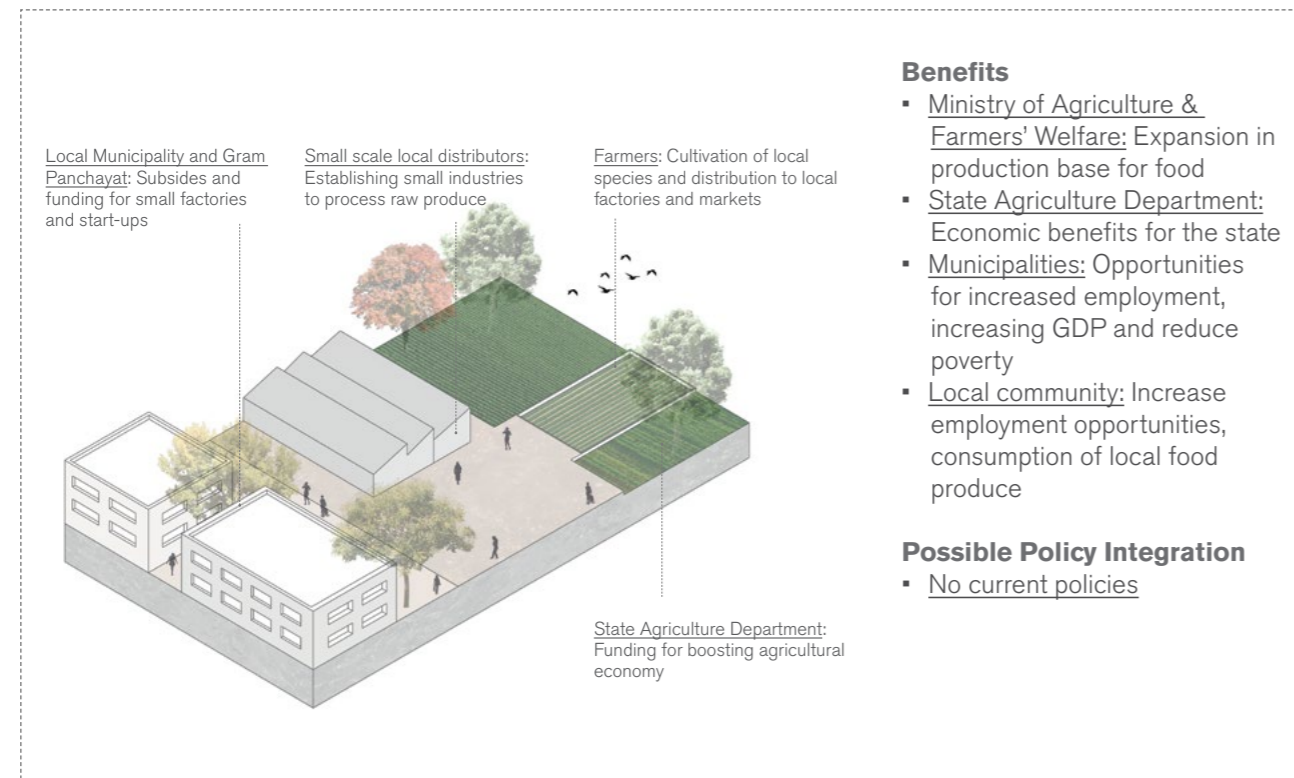 Local Municipality and Gram
Panchayat: Subsides and
funding for small factories
and start-ups
Small scale local distributors:
Establishing small industries
to process raw produce
Farmers: Cultivation of local
species and distribution to local
factories and markets
State Agriculture Department:
Funding for boosting agricultural
economy
Benefits
▪ Ministry of Agriculture &
Farmers' Welfare: Expansion in
production base for food
▪ State Agriculture Department:
Economic benefits for the state
▪ Municipalities: Opportunities
for increased employment,
increasing GDP and reduce
poverty
▪ Local community: Increase
employment opportunities,
consumption of local food
produce
Possible Policy Integration
▪ No current policies